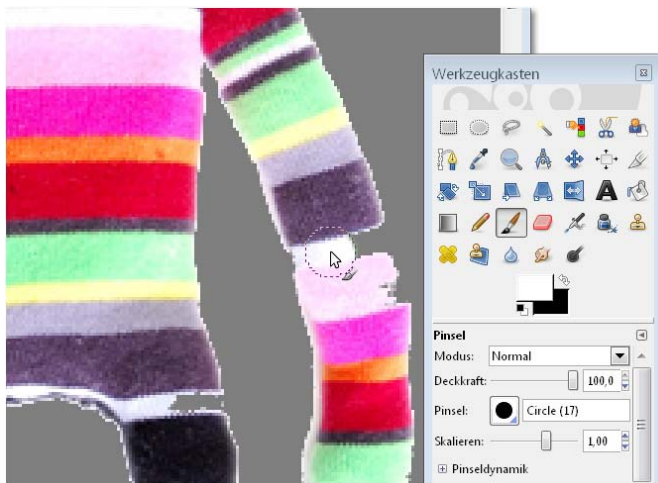 Werkzeugkasten
A
Pinsel
Modus: Normal
Deckkraft: 100,0
Pinsel: Circle (17)
Skalieren: 1,00
Pinseldynamik